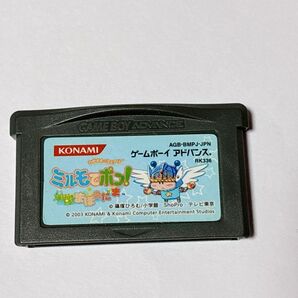 GAME BOY ADVANCE
KONAMI
AGB-BMPJ-JPN
ゲームボーイ アドバンス
RK336
ミルモでポン!
© 篠塚ひろむ/小学館 ShoPro・テレビ東京
© 2003 KONAMI & Konami Computer Entertainment Studios